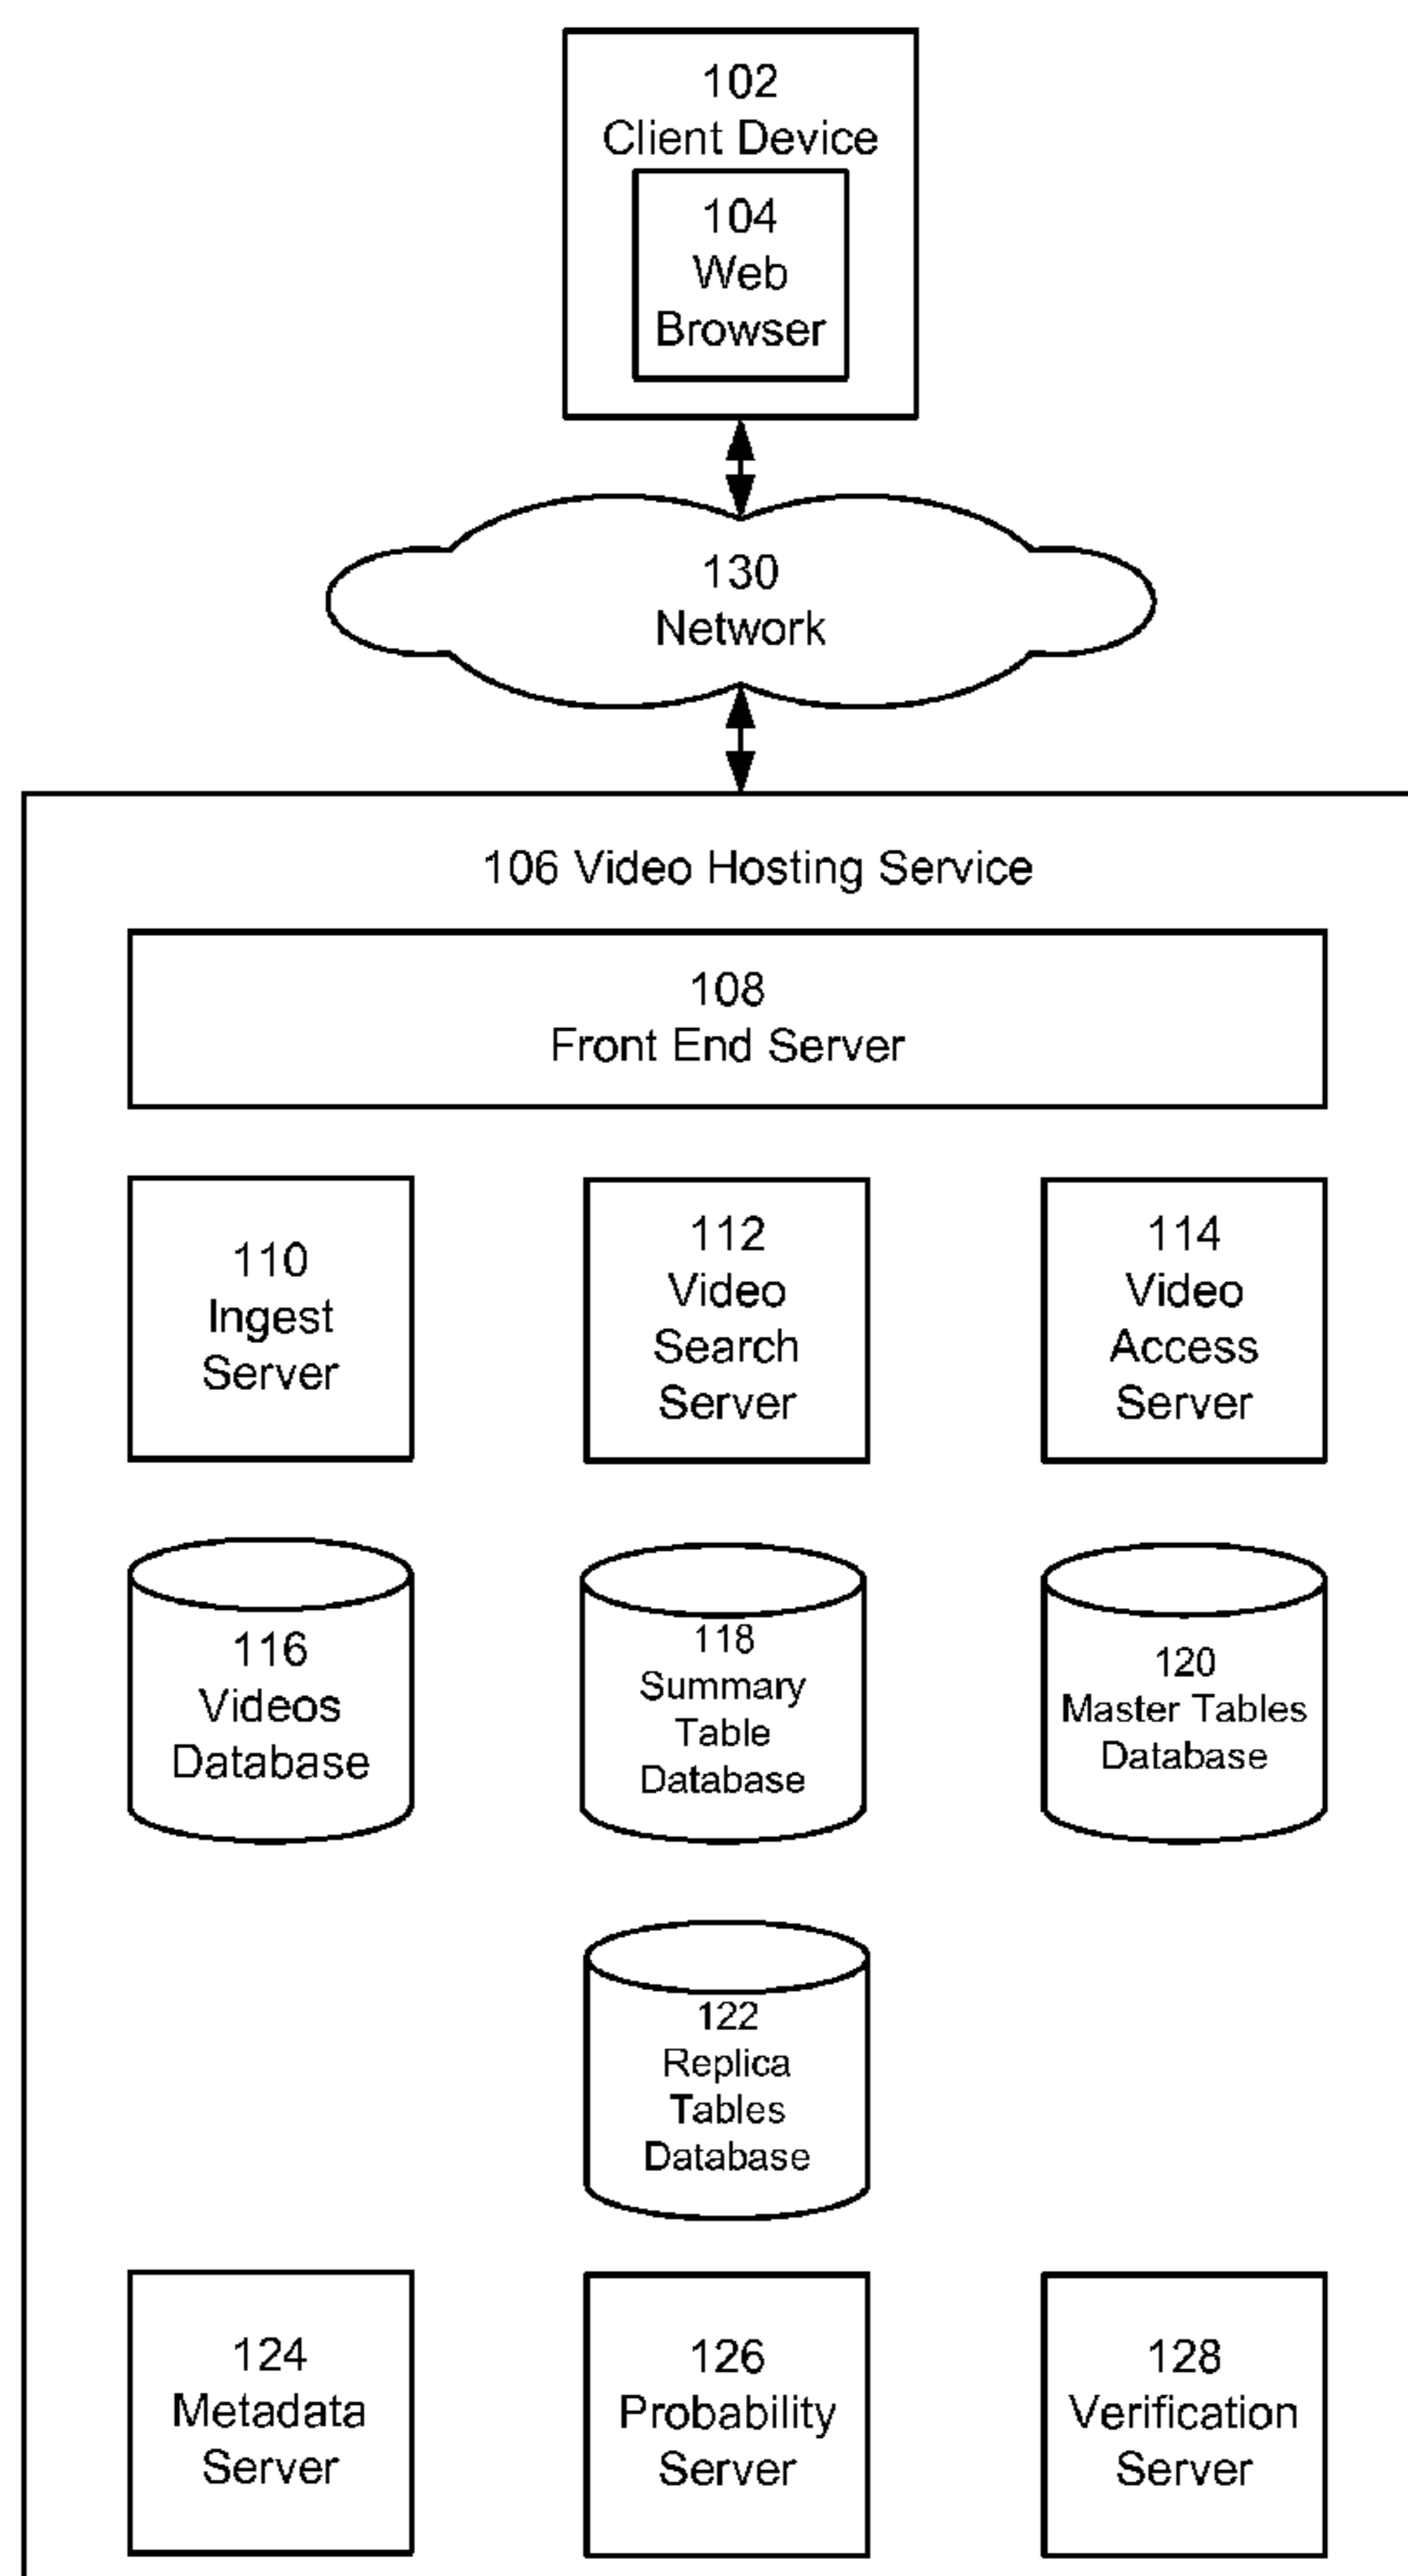 102
Client Device
104
Web
Browser
130
Network
106 Video Hosting Service
108
Front End Server
110
Ingest
Server
112
Video
Search
Server
114
Video
Access
Server
116
Videos
Database
118
Summary
Table
Database
120
Master Tables
Database
122
Replica
Tables
Database
124
Metadata
Server
126
Probability
Server
128
Verification
Server